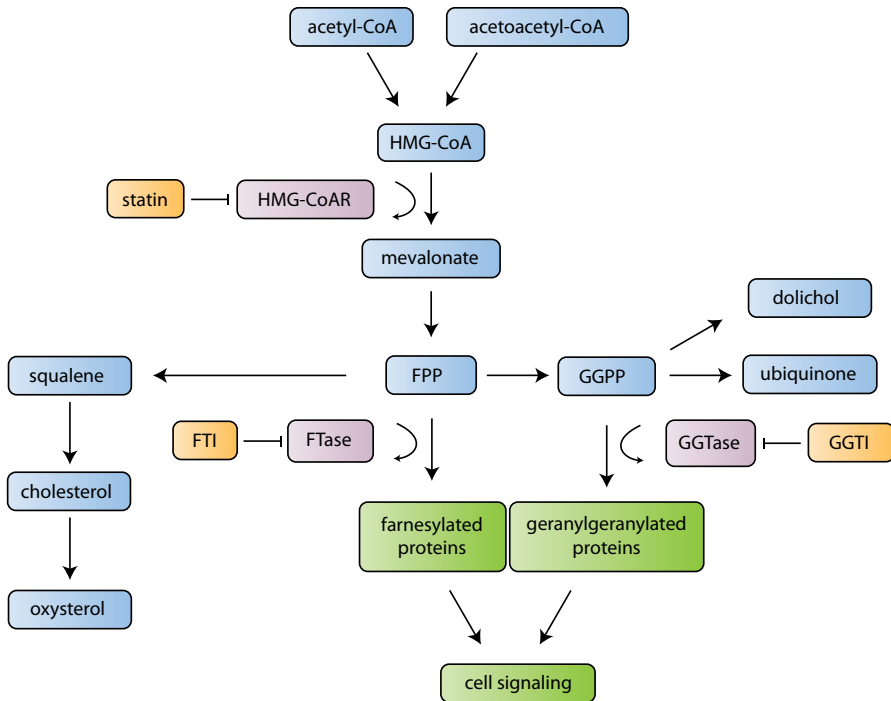 acetyl-CoA
acetoacetyl-CoA
HMG-CoA
statin
HMG-CoAR
mevalonate
dolichol
squalene
FPP
GGPP
ubiquinone
FTI
FTase
GGTase
GGTI
cholesterol
farnesylated
proteins
geranylgeranylated
proteins
oxysterol
cell signaling